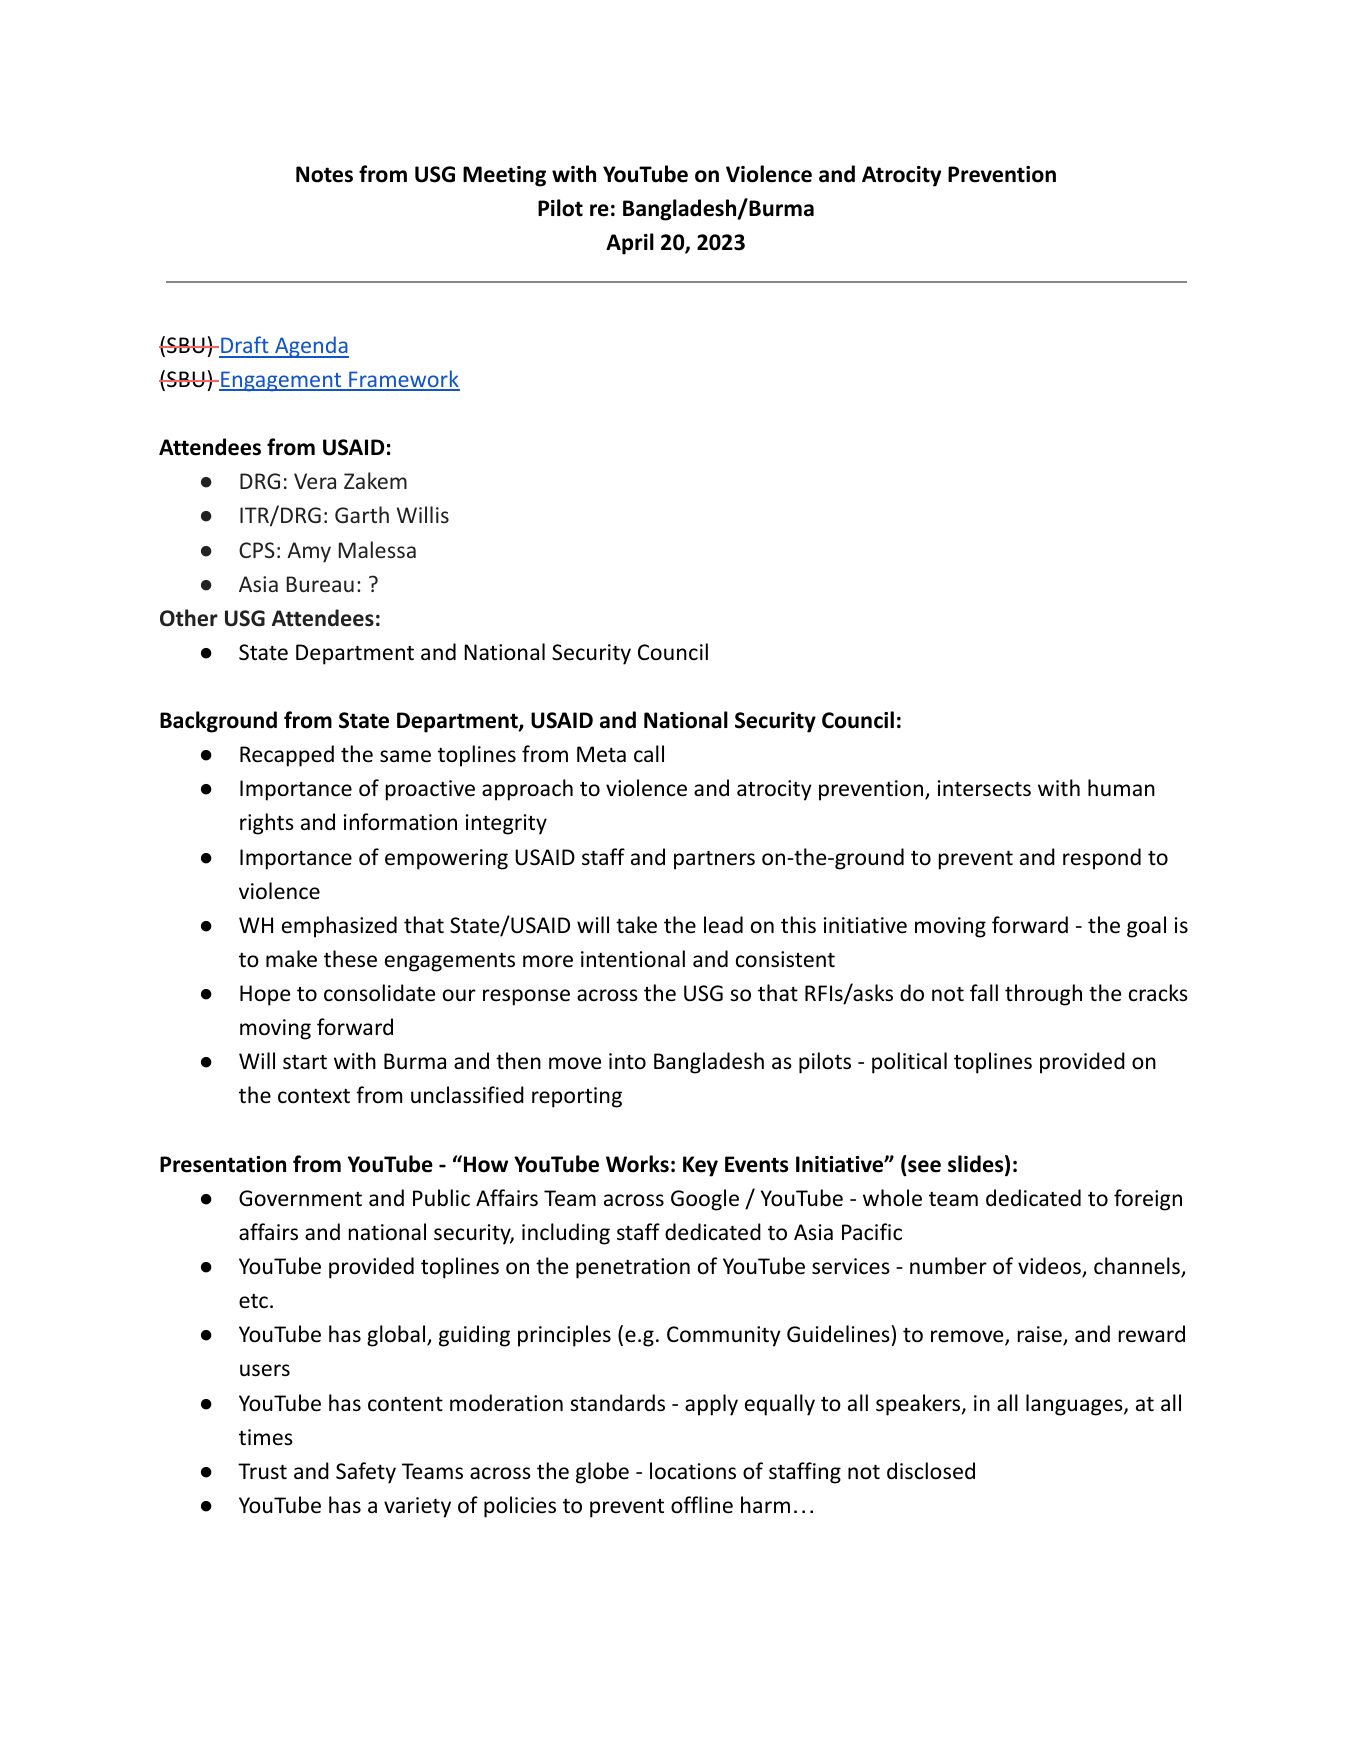 Notes from USG Meeting with YouTube on Violence and Atrocity Prevention
Pilot re: Bangladesh/Burma
April 20, 2023
(SBU) Draft Agenda
(SBU) Engagement Framework
Attendees from USAID:
● DRG: Vera Zakem
● ITR/DRG: Garth Willis
● CPS: Amy Malessa
● Asia Bureau: ?
Other USG Attendees:
● State Department and National Security Council
Background from State Department, USAID and National Security Council:
● Recapped the same toplines from Meta call
● Importance of proactive approach to violence and atrocity prevention, intersects with human
rights and information integrity
● Importance of empowering USAID staff and partners on-the-ground to prevent and respond to
violence
● WH emphasized that State/USAID will take the lead on this initiative moving forward - the goal is
to make these engagements more intentional and consistent
● Hope to consolidate our response across the USG so that RFIs/asks do not fall through the cracks
moving forward
● Will start with Burma and then move into Bangladesh as pilots - political toplines provided on
the context from unclassified reporting
Presentation from YouTube - “How YouTube Works: Key Events Initiative” (see slides):
● Government and Public Affairs Team across Google / YouTube - whole team dedicated to foreign
affairs and national security, including staff dedicated to Asia Pacific
● YouTube provided toplines on the penetration of YouTube services - number of videos, channels,
etc.
● YouTube has global, guiding principles (e.g. Community Guidelines) to remove, raise, and reward
users
● YouTube has content moderation standards - apply equally to all speakers, in all languages, at all
times
● Trust and Safety Teams across the globe - locations of staffing not disclosed
● YouTube has a variety of policies to prevent offline harm…